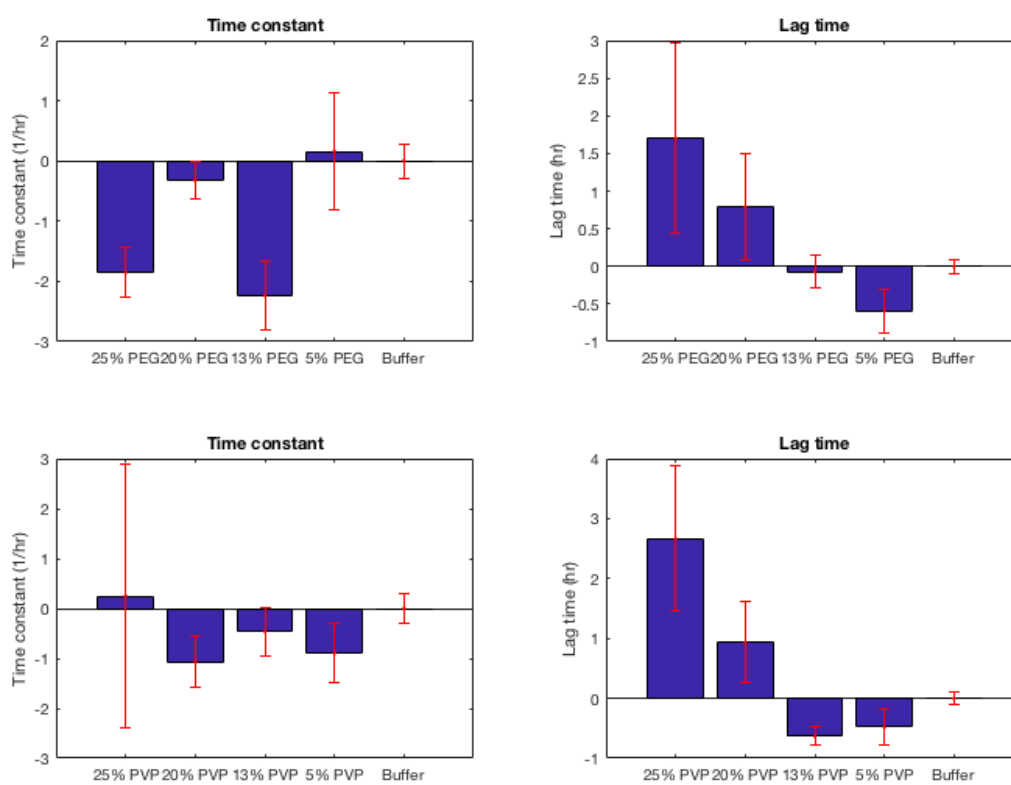 Time constant
Time constant (1/hr)
2
1
0
-1
-2
-3
25% PEG 20% PEG 13% PEG 5% PEG Buffer
Lag time
Lag time (hr)
3
2.5
2
1.5
1
0.5
0
-0.5
-1
25% PEG 20% PEG 13% PEG 5% PEG Buffer
Time constant
Time constant (1/hr)
3
2
1
0
-1
-2
-3
25% PVP 20% PVP 13% PVP 5% PVP Buffer
Lag time
Lag time (hr)
4
3
2
1
0
-1
25% PVP 20% PVP 13% PVP 5% PVP Buffer